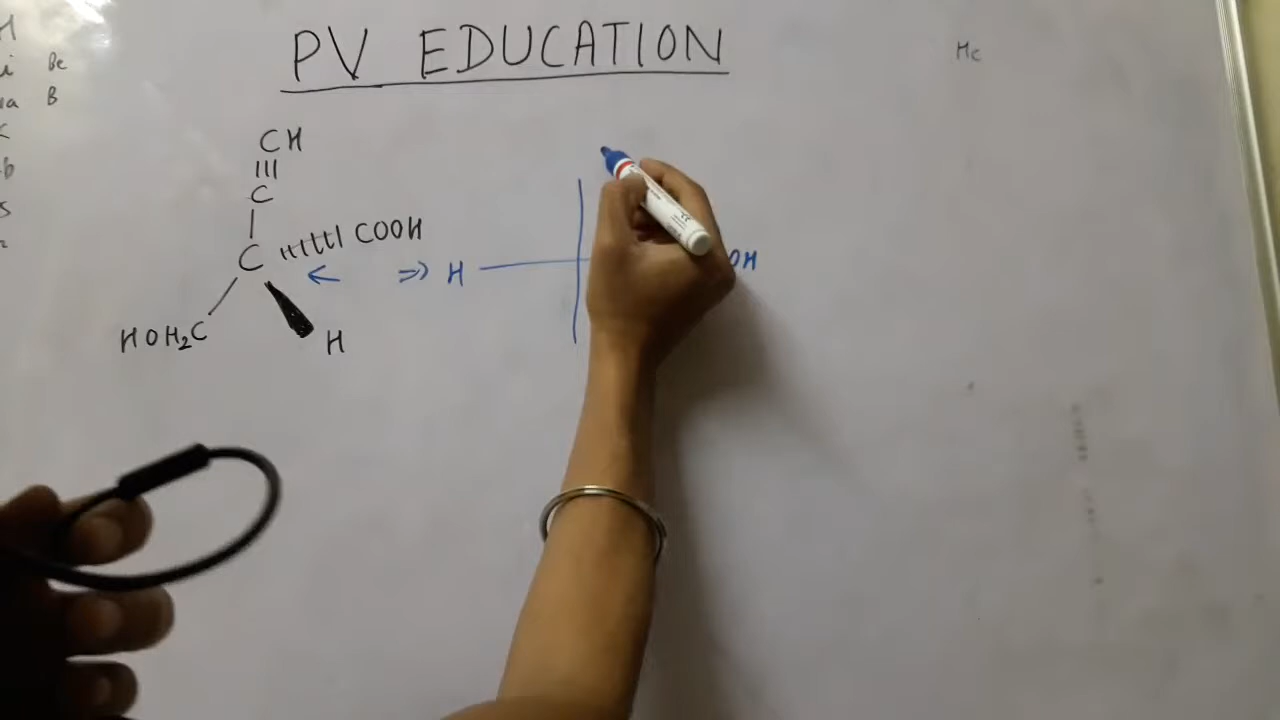 PV EDUCATION
Mc
H
i Be
a B
b
s
CH
|||
C
|
C COOH
← ⇒ H OH
HOH₂C H